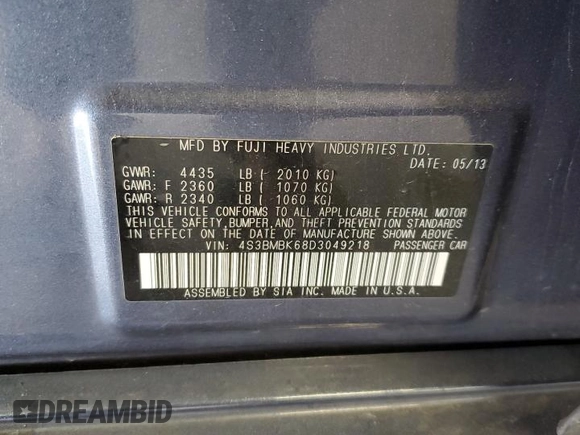 MFD BY FUJI HEAVY INDUSTRIES LTD.
DATE: 05/13
GVWR: 4435 LB ( 2010 KG)
GAWR: F 2360 LB ( 1070 KG)
GAWR: R 2340 LB ( 1060 KG)
THIS VEHICLE CONFORMS TO ALL APPLICABLE FEDERAL MOTOR
VEHICLE SAFETY, BUMPER, AND THEFT PREVENTION STANDARDS
IN EFFECT ON THE DATE OF MANUFACTURE SHOWN ABOVE.
VIN: 4S3BMBK68D3049218 PASSENGER CAR
ASSEMBLED BY SIA INC. MADE IN U.S.A.
DREAMBID